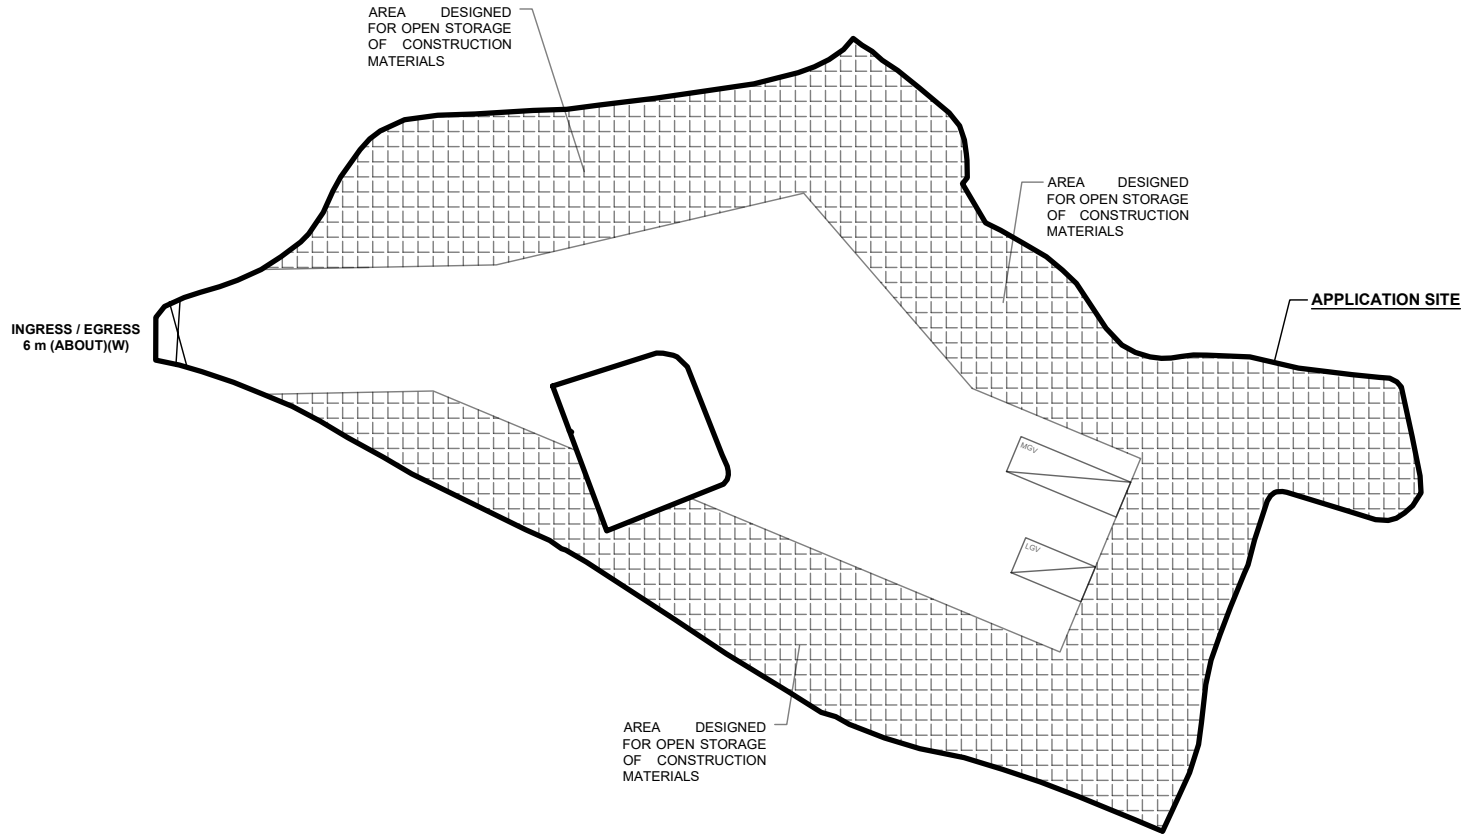 AREA DESIGNED
FOR OPEN STORAGE
OF CONSTRUCTION
MATERIALS
AREA DESIGNED
FOR OPEN STORAGE
OF CONSTRUCTION
MATERIALS
APPLICATION SITE
INGRESS / EGRESS
6 m (ABOUT)(W)
MGV
LGV
AREA DESIGNED
FOR OPEN STORAGE
OF CONSTRUCTION
MATERIALS